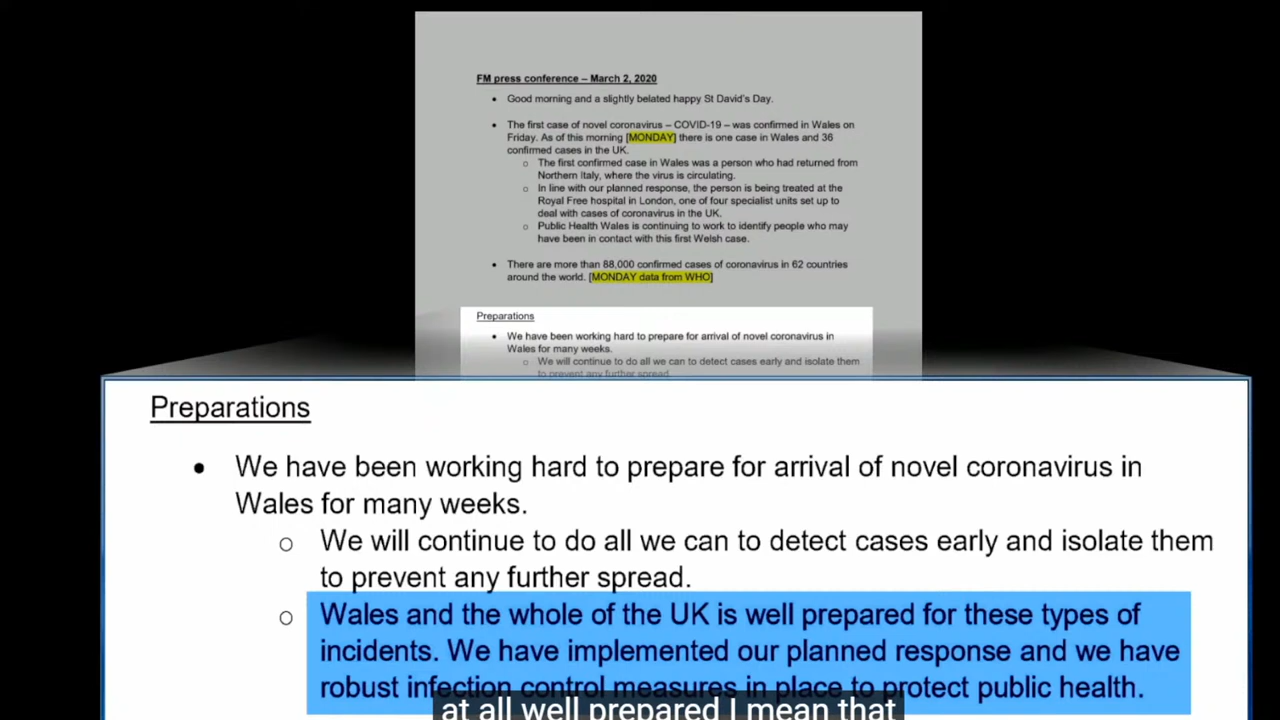 FM press conference – March 2, 2020
• Good morning and a slightly belated happy St David's Day.
• The first case of novel coronavirus – COVID-19 – was confirmed in Wales on
Friday. As of this morning [MONDAY] there is one case in Wales and 36
confirmed cases in the UK.
o The first confirmed case in Wales was a person who had returned from
Northern Italy, where the virus is circulating.
o In line with our planned response, the person is being treated at the
Royal Free hospital in London, one of four specialist units set up to
deal with cases of coronavirus in the UK.
o Public Health Wales is continuing to work to identify people who may
have been in contact with this first Welsh case.
• There are more than 88,000 confirmed cases of coronavirus in 62 countries
around the world. [MONDAY data from WHO]
Preparations
• We have been working hard to prepare for arrival of novel coronavirus in
Wales for many weeks.
o We will continue to do all we can to detect cases early and isolate them
to prevent any further spread.
Preparations
• We have been working hard to prepare for arrival of novel coronavirus in
Wales for many weeks.
o We will continue to do all we can to detect cases early and isolate them
to prevent any further spread.
o Wales and the whole of the UK is well prepared for these types of
incidents. We have implemented our planned response and we have
robust infection control measures in place to protect public health.
at all well prepared I mean that